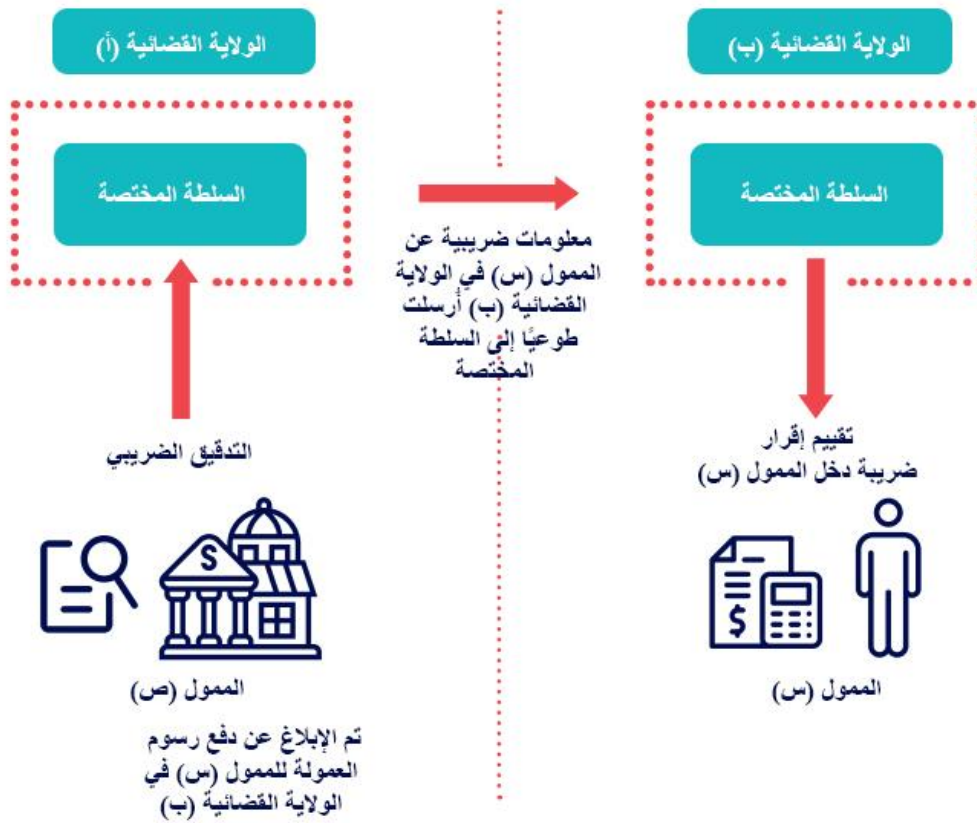 الولاية القضائية (أ)
الولاية القضائية (ب)
السلطة المختصة
السلطة المختصة
معلومات ضريبية عن
الممول (س) في الولاية
القضائية (ب) أُرسلت
طوعيًا إلى السلطة
المختصة
التدقيق الضريبي
تقييم إقرار
ضريبة دخل الممول (س)
$
$
الممول (ص)
الممول (س)
تم الإبلاغ عن دفع رسوم
العمولة للممول (س) في
الولاية القضائية (ب)